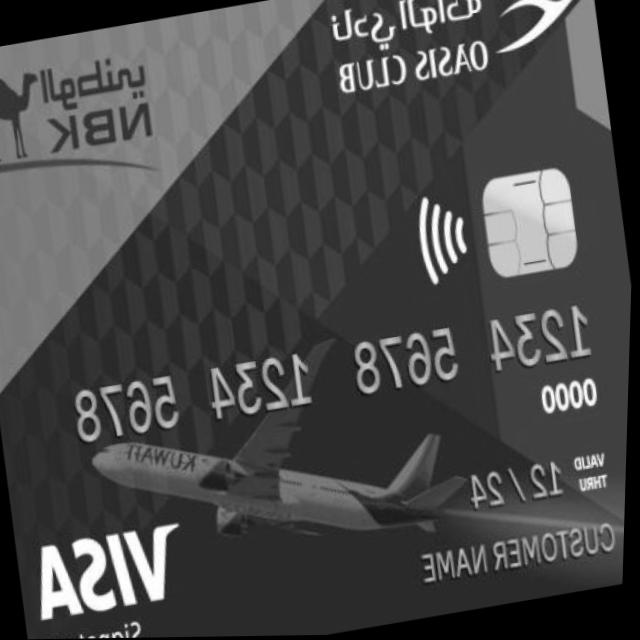 نادي الواحة
OASIS CLUB
الوطني
NBK
1234 5678 1234 5678
0000
VALID
THRU
12/24
CUSTOMER NAME
KUWAIT
VISA